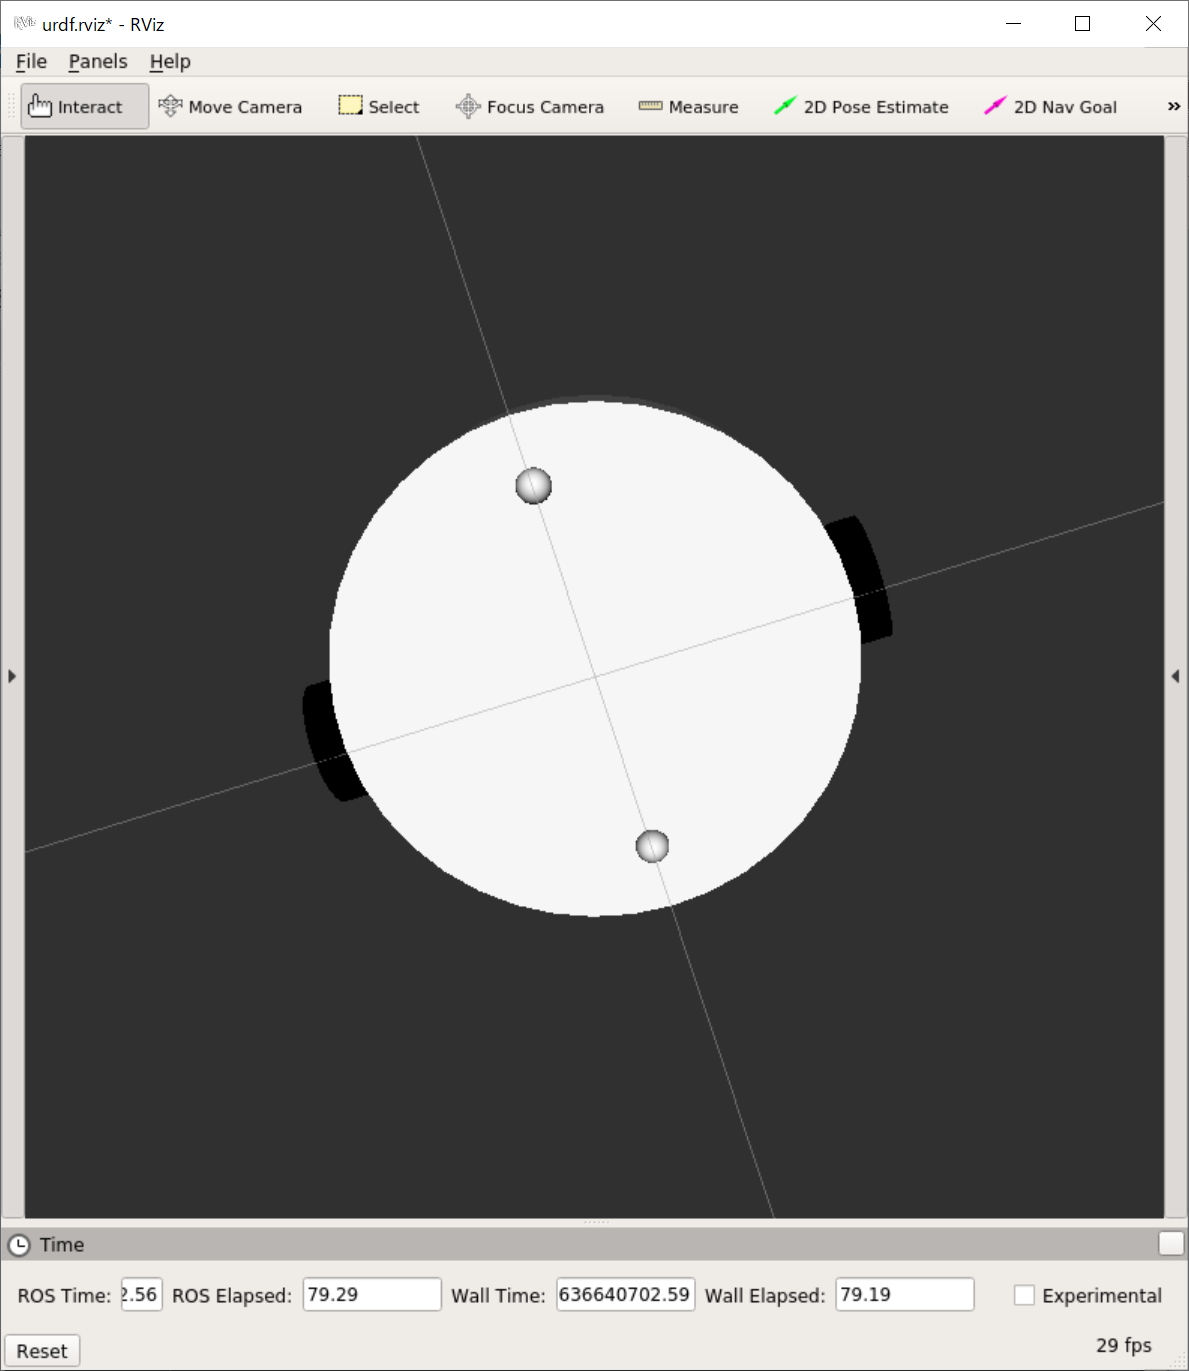 urdf.rviz* - RViz
File Panels Help
Interact Move Camera Select Focus Camera Measure 2D Pose Estimate 2D Nav Goal »
Time
ROS Time: 2.56 ROS Elapsed: 79.29 Wall Time: 636640702.59 Wall Elapsed: 79.19 Experimental
Reset 29 fps